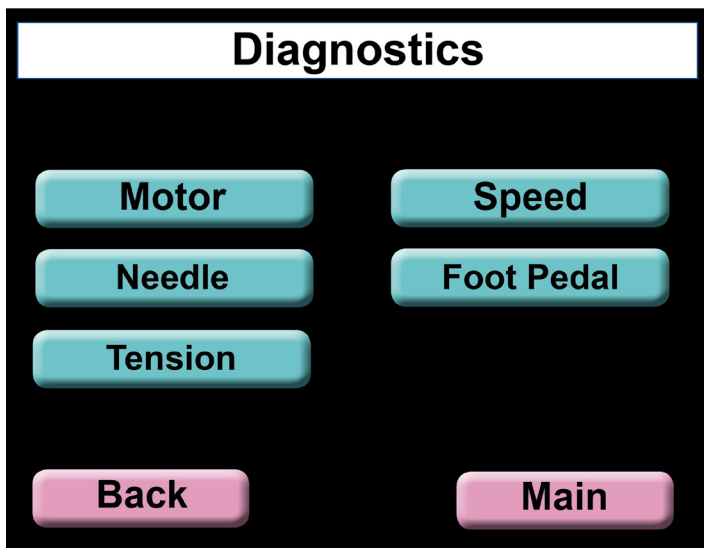 Diagnostics
Motor
Speed
Needle
Foot Pedal
Tension
Back
Main